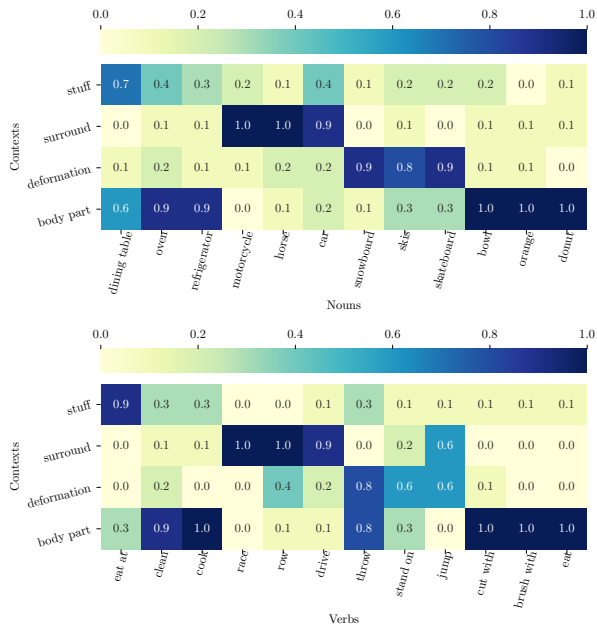 0.0 0.2 0.4 0.6 0.8 1.0
stuff 0.7 0.4 0.3 0.2 0.1 0.4 0.1 0.2 0.2 0.2 0.0 0.1
surround 0.0 0.1 0.1 1.0 1.0 0.9 0.0 0.1 0.0 0.1 0.1 0.1
deformation 0.1 0.2 0.1 0.1 0.2 0.2 0.9 0.8 0.9 0.1 0.1 0.0
body part 0.6 0.9 0.9 0.0 0.1 0.2 0.1 0.3 0.3 1.0 1.0 1.0
Contexts
dining table oven refrigerator motorcycle horse car snowboard skis skateboard bowl orange donut
Nouns
0.0 0.2 0.4 0.6 0.8 1.0
stuff 0.9 0.3 0.3 0.0 0.0 0.1 0.3 0.1 0.1 0.1 0.1 0.1
surround 0.0 0.1 0.1 1.0 1.0 0.9 0.0 0.2 0.6 0.0 0.0 0.0
deformation 0.0 0.2 0.0 0.0 0.4 0.2 0.8 0.6 0.6 0.1 0.0 0.0
body part 0.3 0.9 1.0 0.0 0.1 0.1 0.8 0.3 0.0 1.0 1.0 1.0
Contexts
eat at clean cook race row drive throw stand on jump cut with brush with eat
Verbs